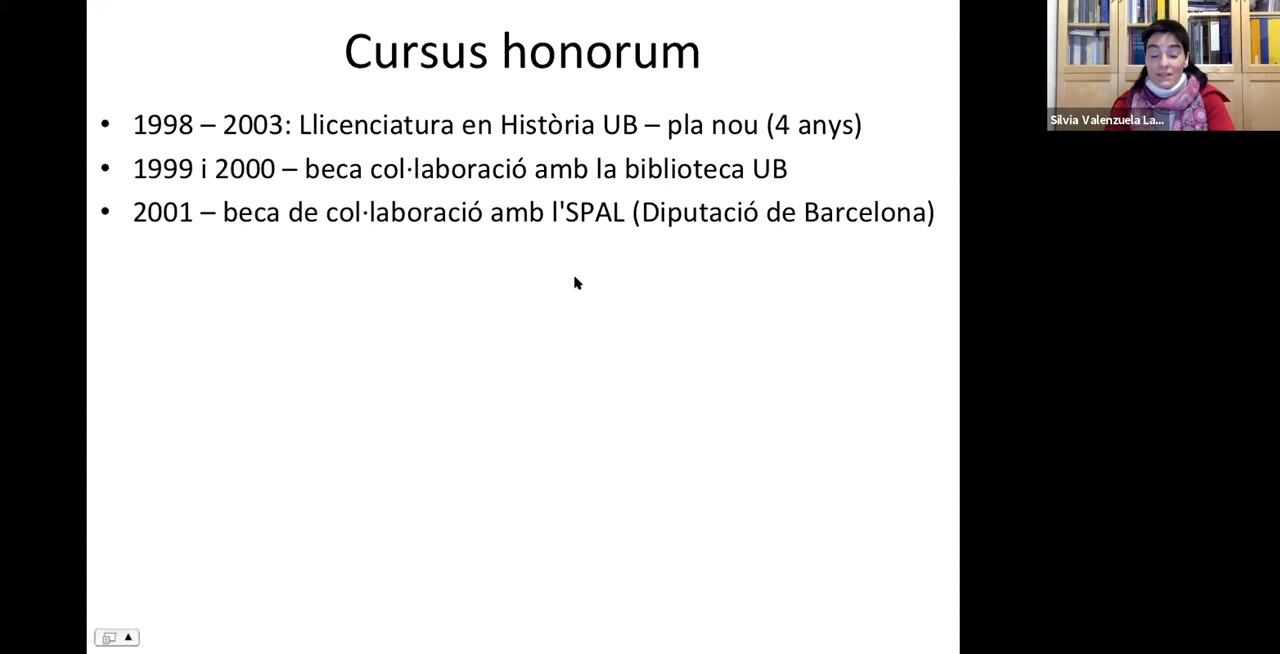 Cursus honorum
• 1998 – 2003: Llicenciatura en Història UB – pla nou (4 anys)
• 1999 i 2000 – beca col·laboració amb la biblioteca UB
• 2001 – beca de col·laboració amb l'SPAL (Diputació de Barcelona)
Silvia Valenzuela La...